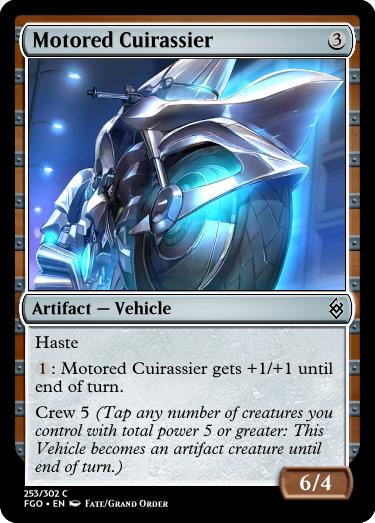 Motored Cuirassier 3
Artifact — Vehicle
Haste
1 : Motored Cuirassier gets +1/+1 until
end of turn.
Crew 5 (Tap any number of creatures you
control with total power 5 or greater: This
Vehicle becomes an artifact creature until
end of turn.)
6/4
253/302 C
FGO • EN Fate/Grand Order